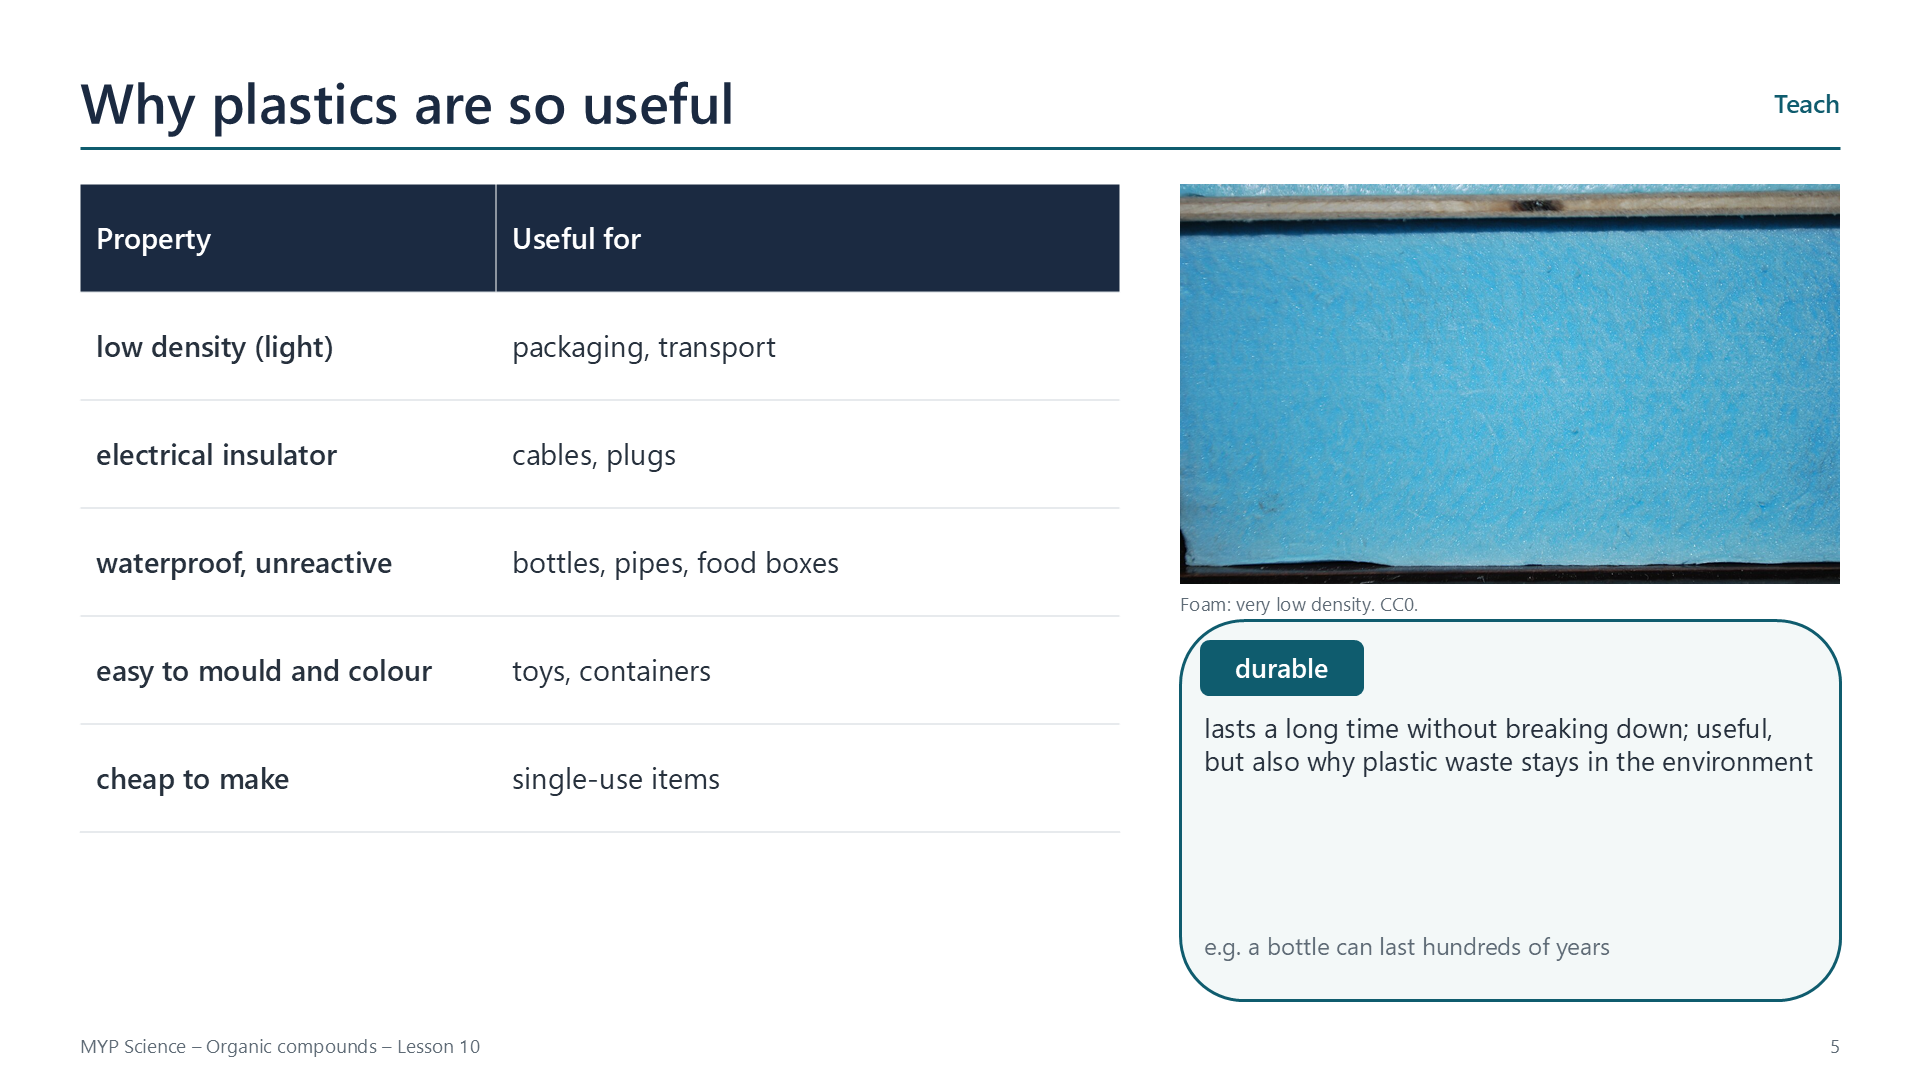 Why plastics are so useful
Teach
Property
Useful for
low density (light)
packaging, transport
electrical insulator
cables, plugs
waterproof, unreactive
bottles, pipes, food boxes
easy to mould and colour
toys, containers
cheap to make
single-use items
Foam: very low density. CC0.
durable
lasts a long time without breaking down; useful,
but also why plastic waste stays in the environment
e.g. a bottle can last hundreds of years
MYP Science – Organic compounds – Lesson 10
5